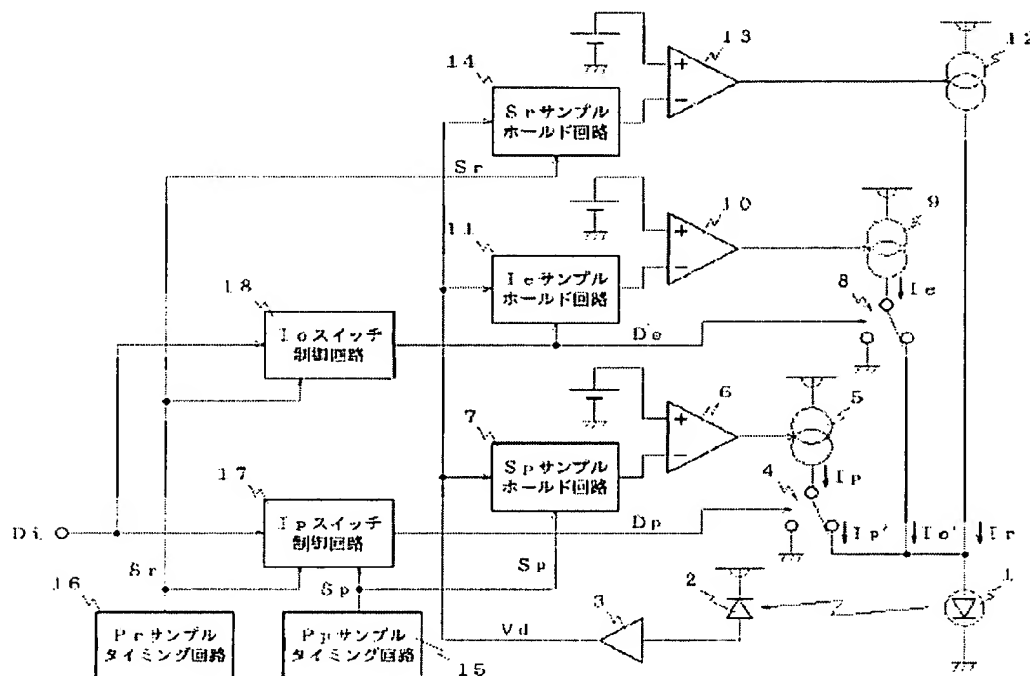 13
12
14
Srサンプル
ホールド回路
+
−
Sr
10
9
11
Ieサンプル
ホールド回路
+
−
Ie
18
8
Ieスイッチ
制御回路
De
6
5
7
Spサンプル
ホールド回路
+
−
Ip
17
4
Di
Ipスイッチ
制御回路
Dp
Ip'
Ie'
Ir
Sr
Sp
Sp
16
2
1
3
Prサンプル
タイミング回路
Ppサンプル
タイミング回路
Vd
15